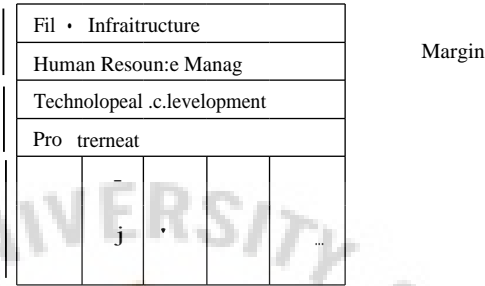 Fil • Infraitructure
Margin
Human Resoun:e Manag
Technolopeal .c.levelopment
Pro trerneat
j
...